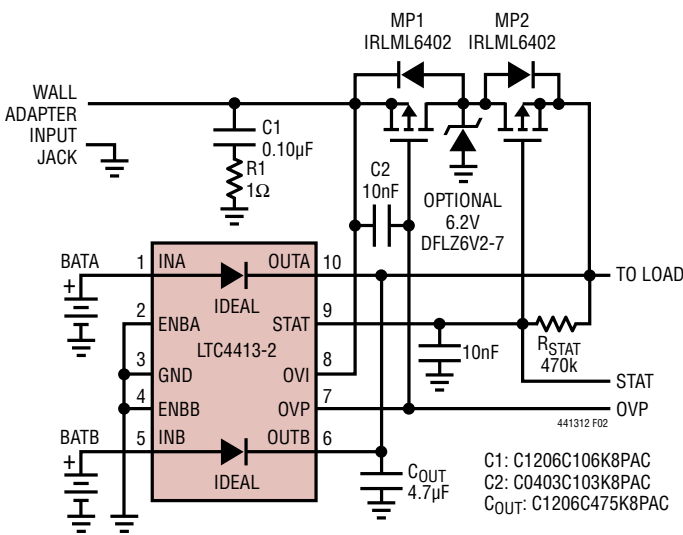 MP1
IRLML6402
MP2
IRLML6402
WALL
ADAPTER
INPUT
JACK
C1
0.10µF
R1
1Ω
C2
10nF
OPTIONAL
6.2V
DFLZ6V2-7
BATA
+
1
INA
OUTA
10
TO LOAD
IDEAL
2
ENBA
STAT
9
LTC4413-2
10nF
RSTAT
470k
3
GND
OVI
8
STAT
4
ENBB
OVP
7
OVP
441312 F02
BATB
+
5
INB
OUTB
6
IDEAL
COUT
4.7µF
C1: C1206C106K8PAC
C2: C0403C103K8PAC
COUT: C1206C475K8PAC